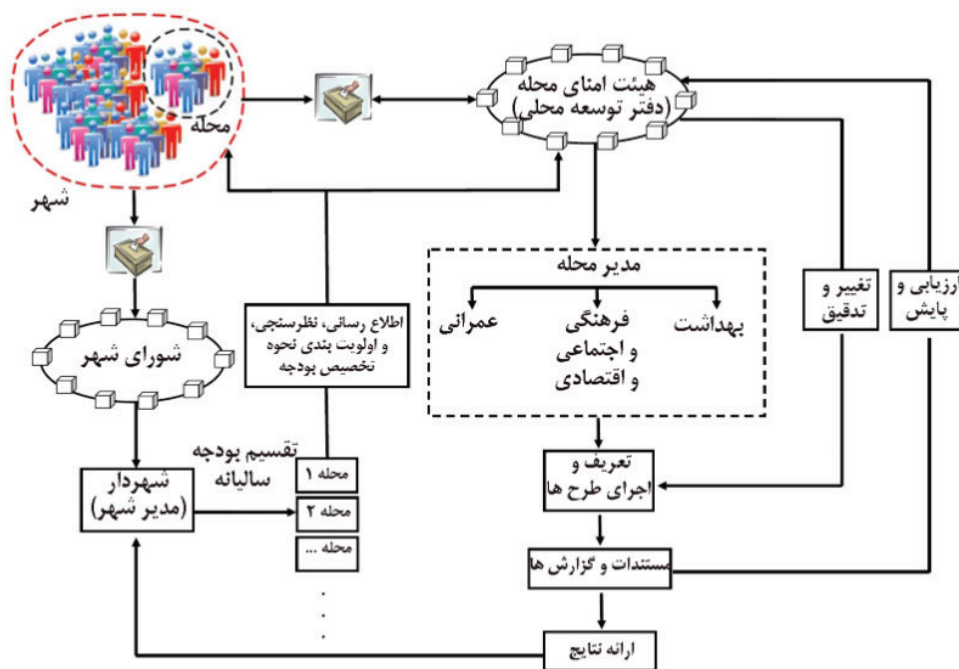 محله
شهر
هیئت امنای محله
(دفتر توسعه محلی)
مدیر محله
بهداشت
فرهنگی
و اجتماعی
و اقتصادی
عمرانی
تغییر و
تدقیق
ارزیابی و
پایش
اطلاع رسانی، نظرسنجی،
و اولویت بندی نحوه
تخصیص بودجه
شورای شهر
شهردار
(مدیر شهر)
تقسیم بودجه
سالیانه
محله ۱
محله ۲
محله ...
تعریف و
اجرای طرح ها
مستندات و گزارش ها
ارائه نتایج